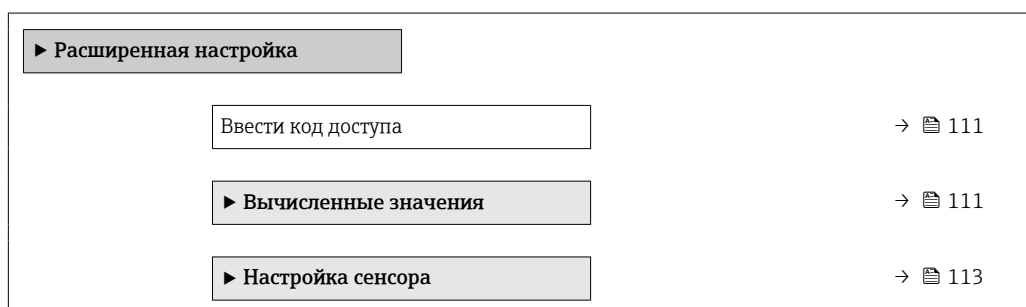 ▶ Расширенная настройка
Ввести код доступа → 🖹 111
▶ Вычисленные значения → 🖹 111
▶ Настройка сенсора → 🖹 113